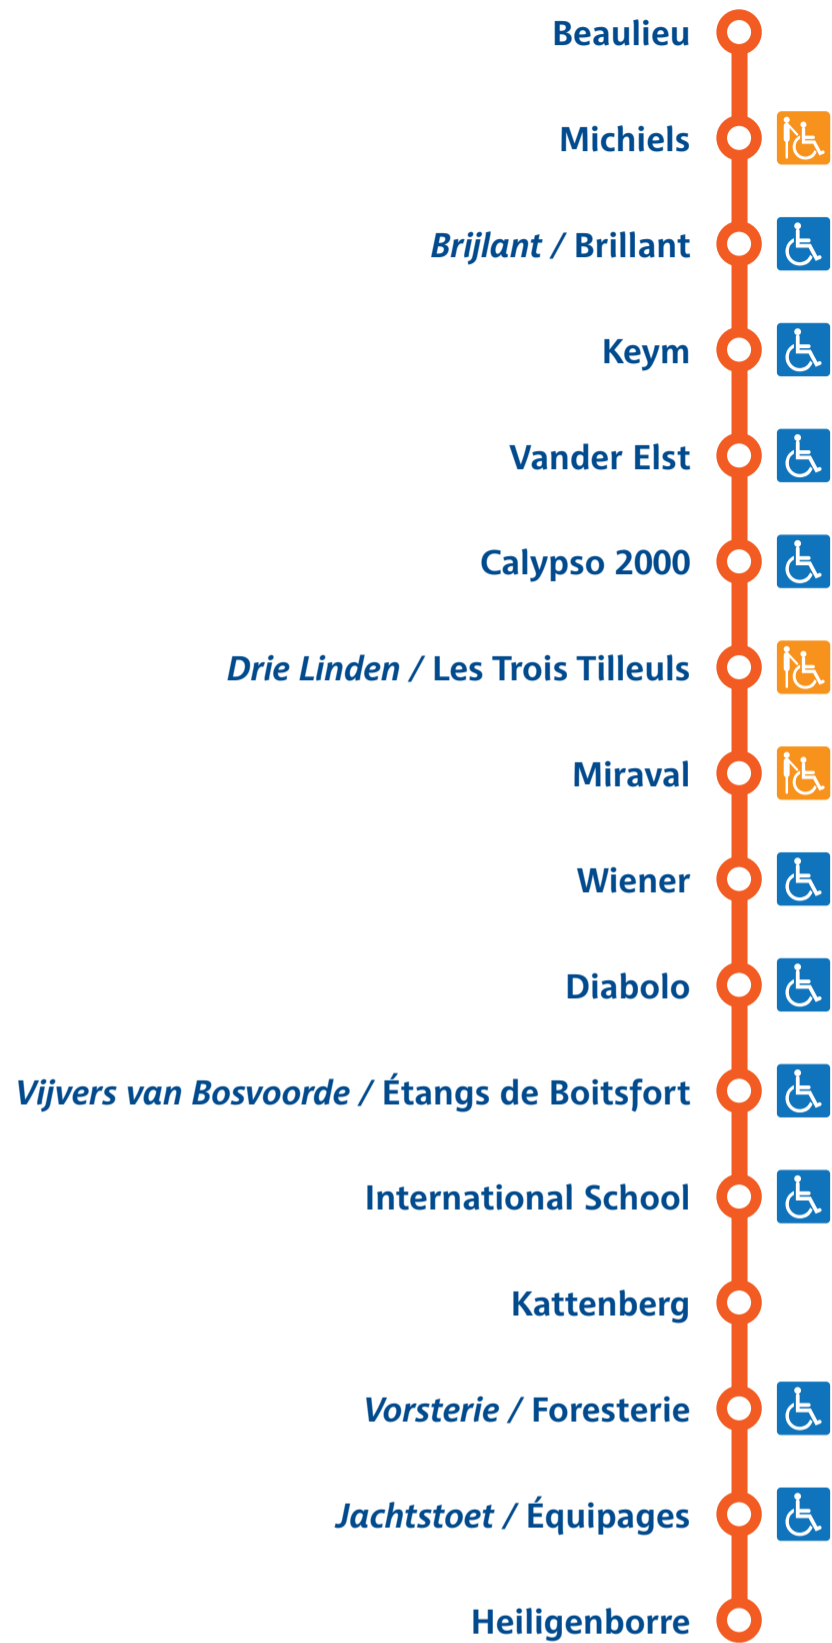 Beaulieu
Michiels
Brijlant / Brillant
Keym
Vander Elst
Calypso 2000
Drie Linden / Les Trois Tilleuls
Miraval
Wiener
Diabolo
Vijvers van Bosvoorde / Étangs de Boitsfort
International School
Kattenberg
Vorsterie / Foresterie
Jachtstoet / Équipages
Heiligenborre